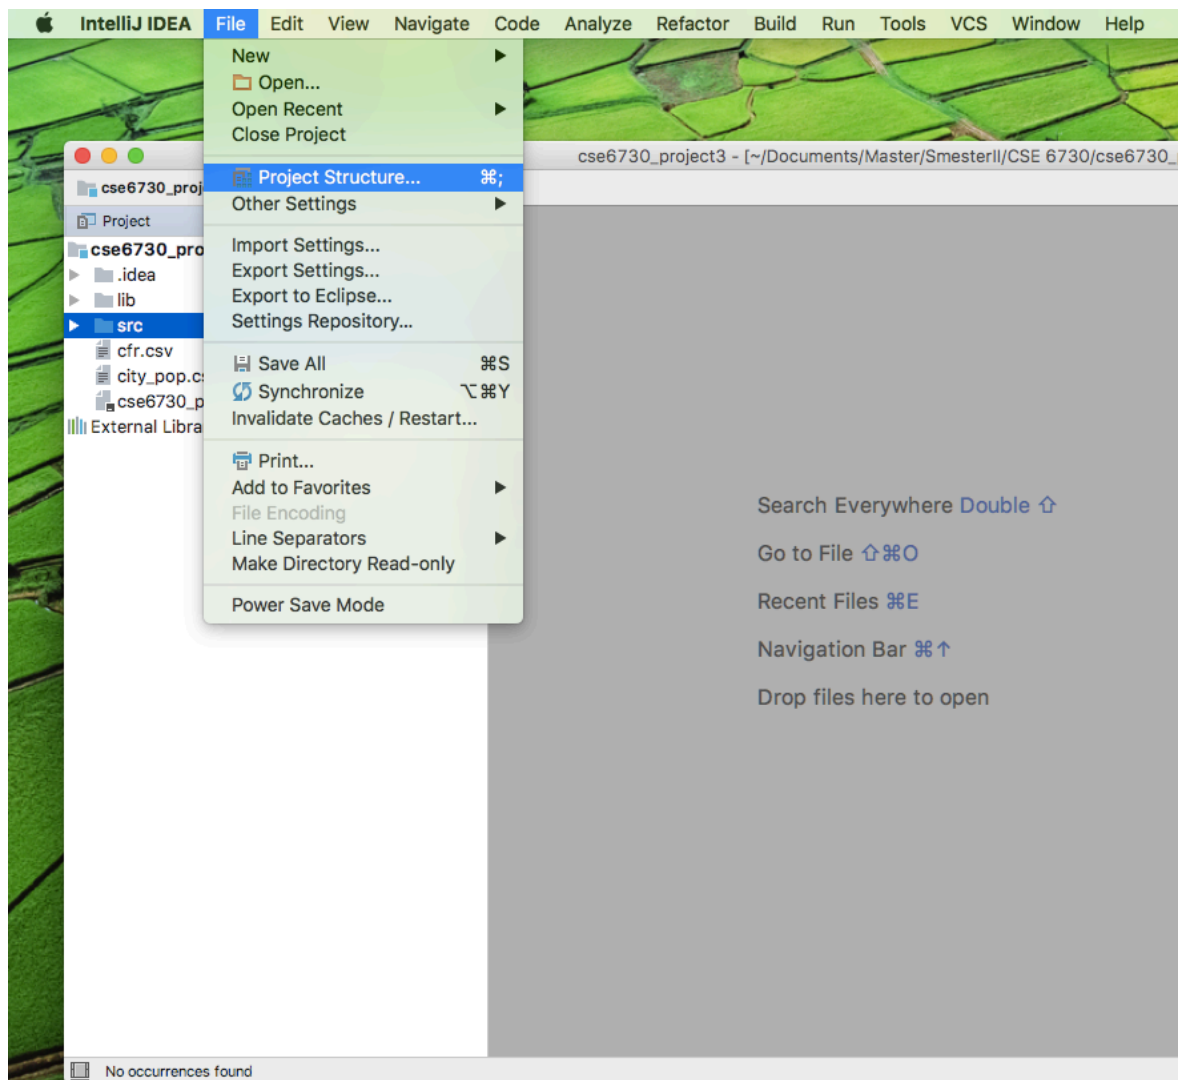 IntelliJ IDEA File Edit View Navigate Code Analyze Refactor Build Run Tools VCS Window Help
New
Open...
Open Recent
Close Project
cse6730_project3 - [~/Documents/Master/SmesterII/CSE 6730/cse6730_
Project Structure... ⌘;
cse6730_proj
Other Settings
Project
Import Settings...
Export Settings...
Export to Eclipse...
Settings Repository...
Save All ⌘S
Synchronize ⌥⌘Y
Invalidate Caches / Restart...
Print...
Add to Favorites
File Encoding
Line Separators
Make Directory Read-only
Power Save Mode
cse6730_pro
.idea
lib
src
cfr.csv
city_pop.c
cse6730_p
External Libra
Search Everywhere Double ⇧
Go to File ⇧⌘O
Recent Files ⌘E
Navigation Bar ⌘↑
Drop files here to open
No occurrences found